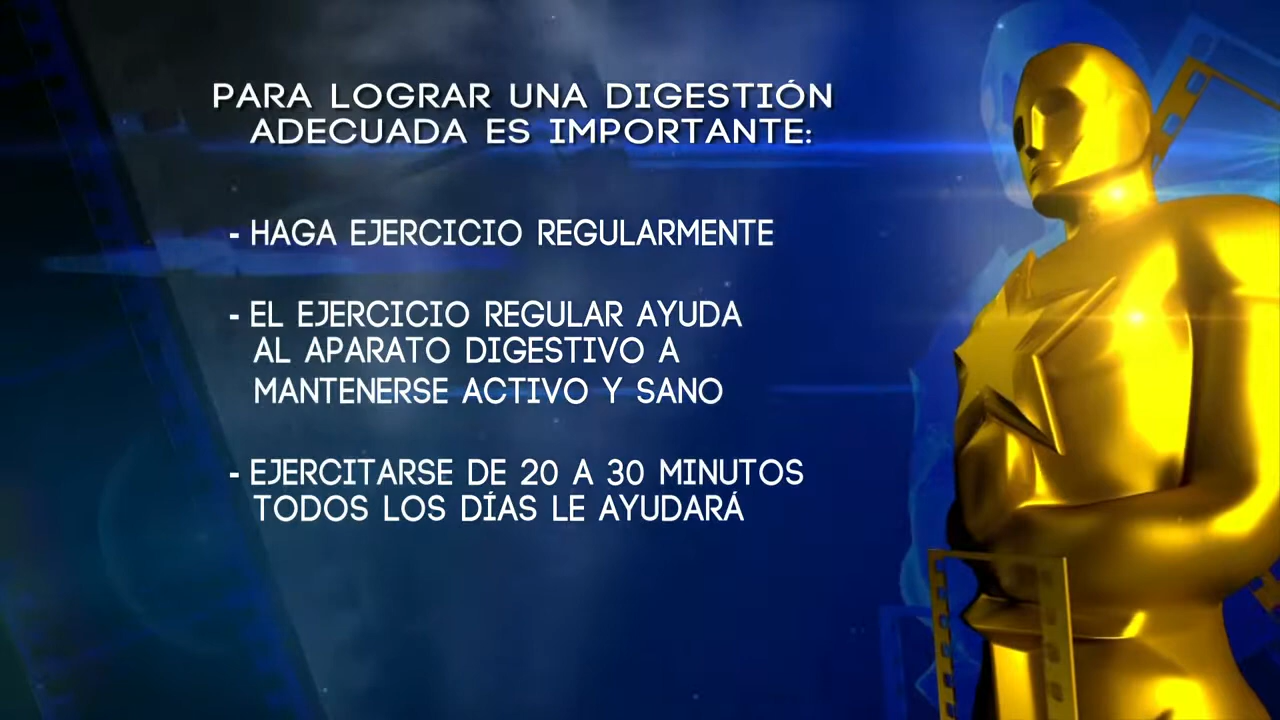 PARA LOGRAR UNA DIGESTIÓN
ADECUADA ES IMPORTANTE:
- HAGA EJERCICIO REGULARMENTE
- EL EJERCICIO REGULAR AYUDA
AL APARATO DIGESTIVO A
MANTENERSE ACTIVO Y SANO
- EJERCITARSE DE 20 A 30 MINUTOS
TODOS LOS DÍAS LE AYUDARÁ